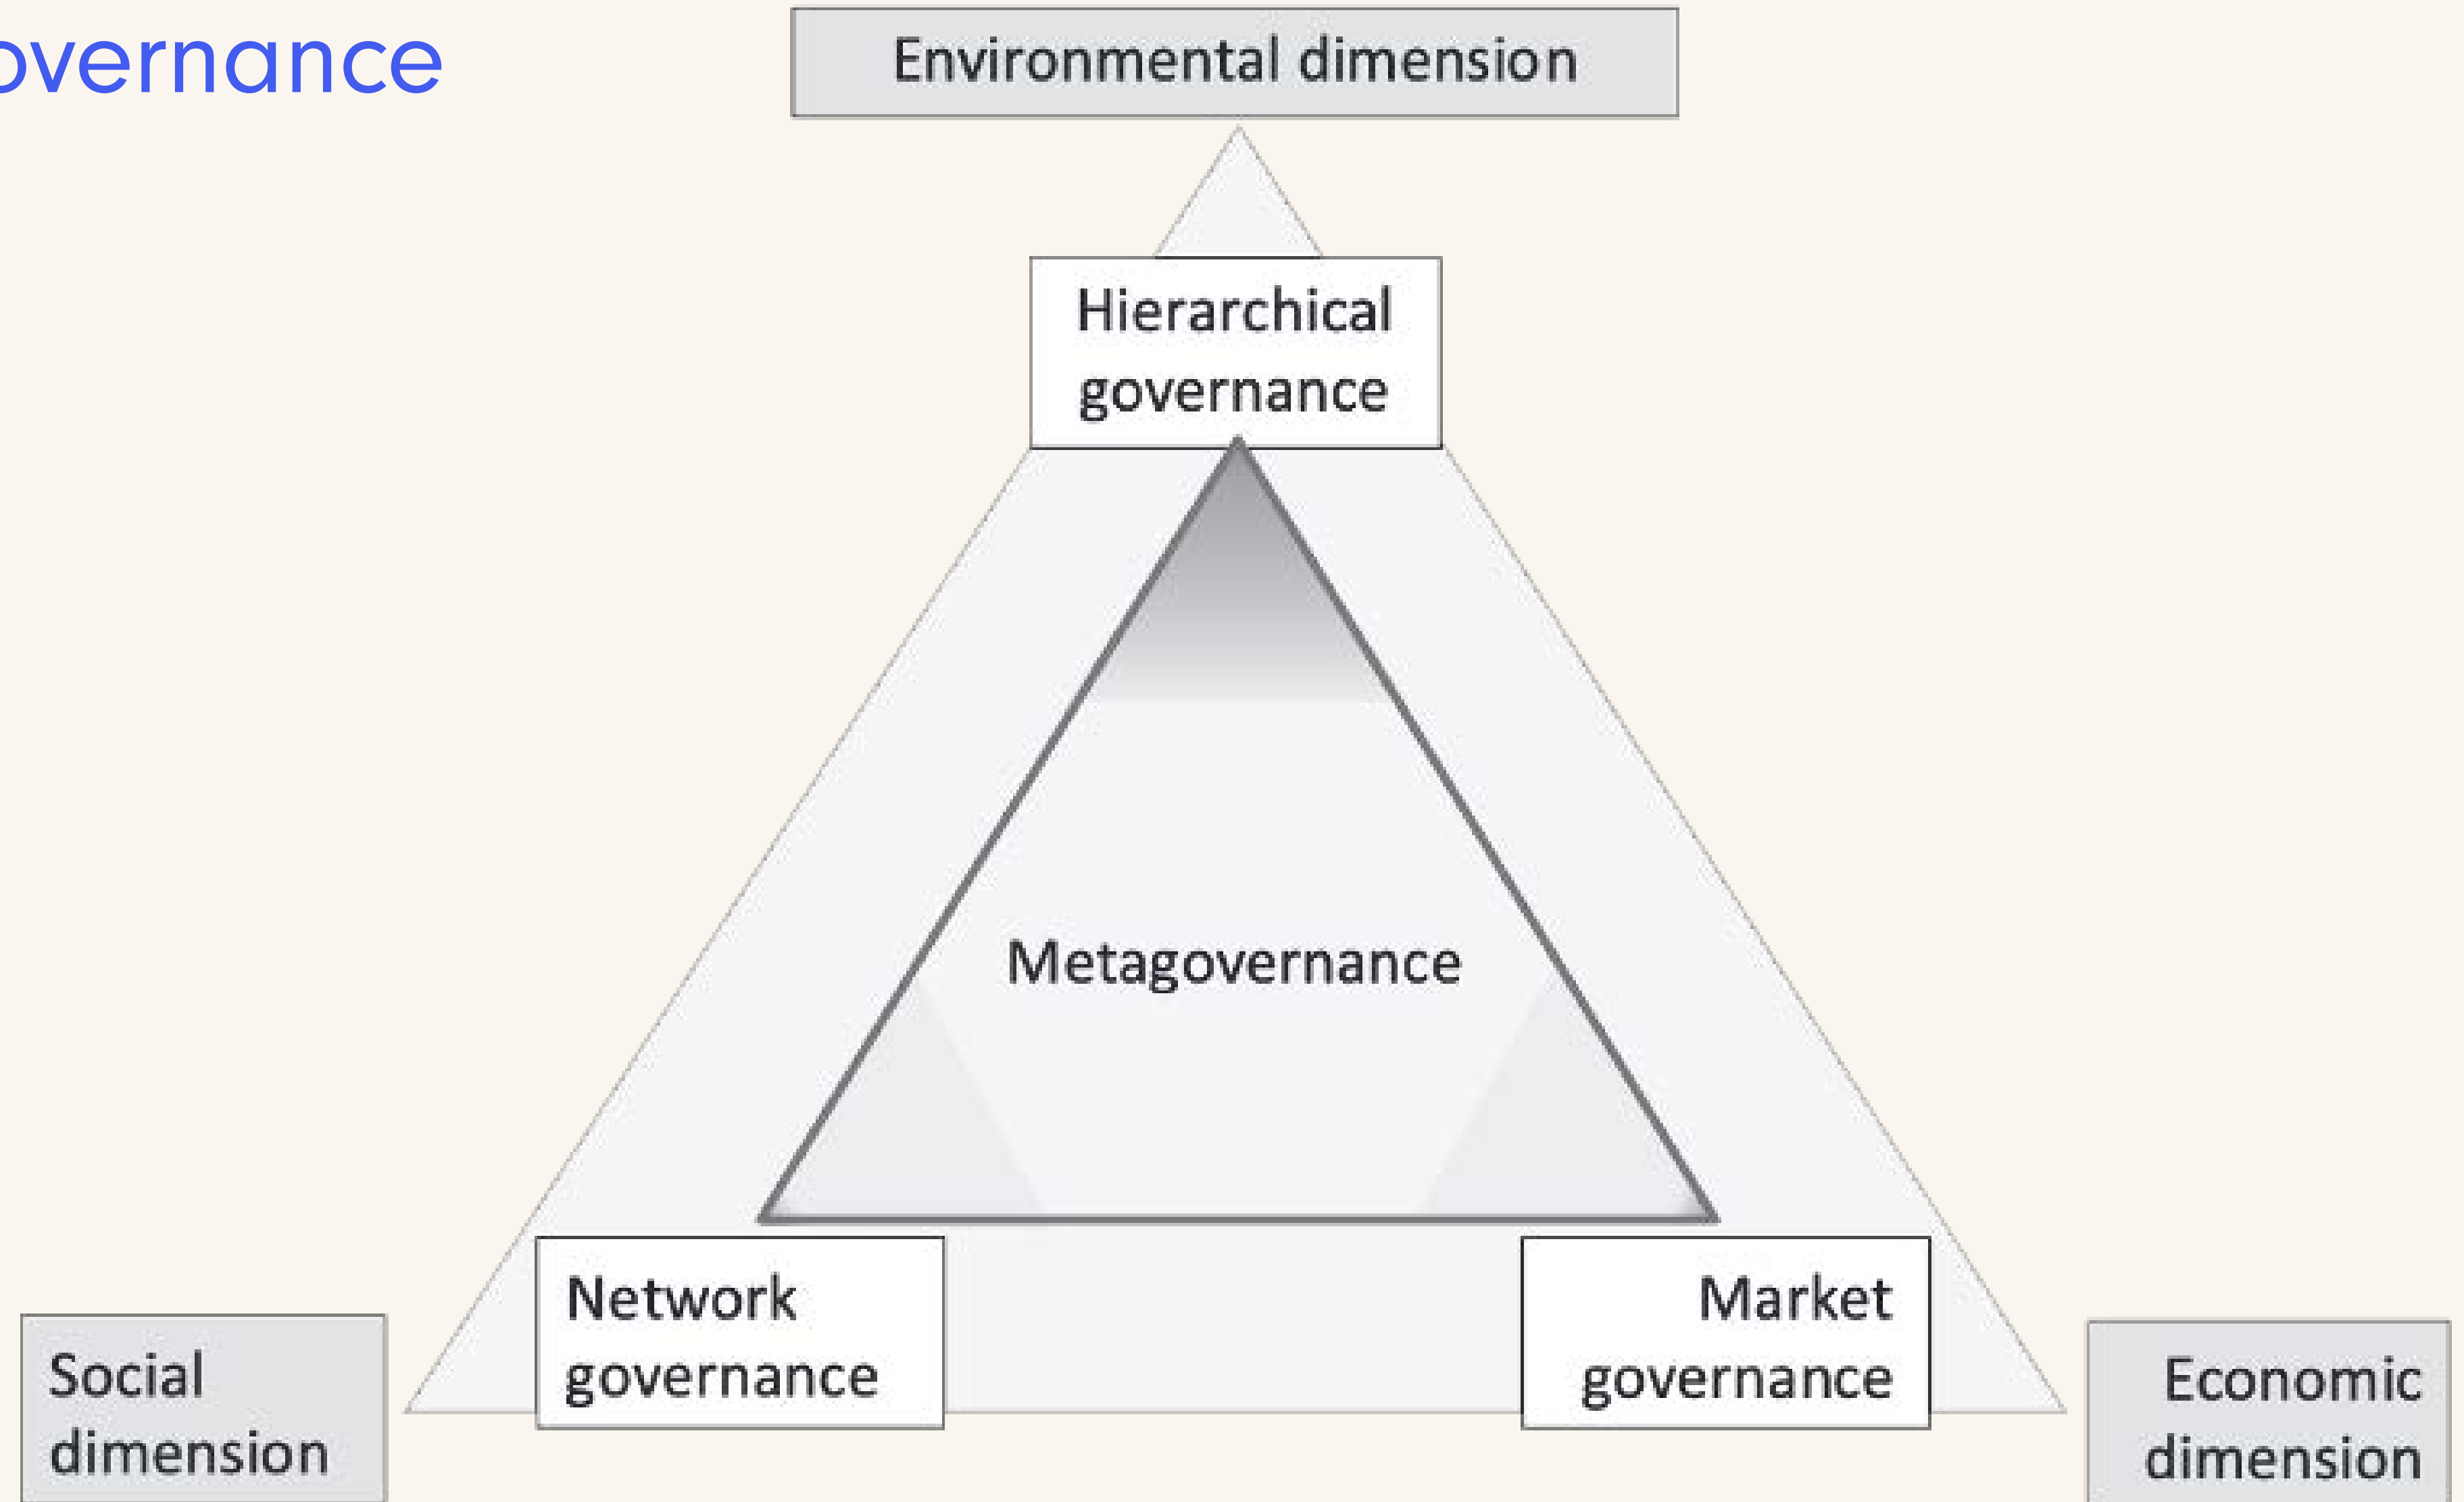 overnance
Environmental dimension
Hierarchical
governance
Metagovernance
Network
governance
Market
governance
Social
dimension
Economic
dimension